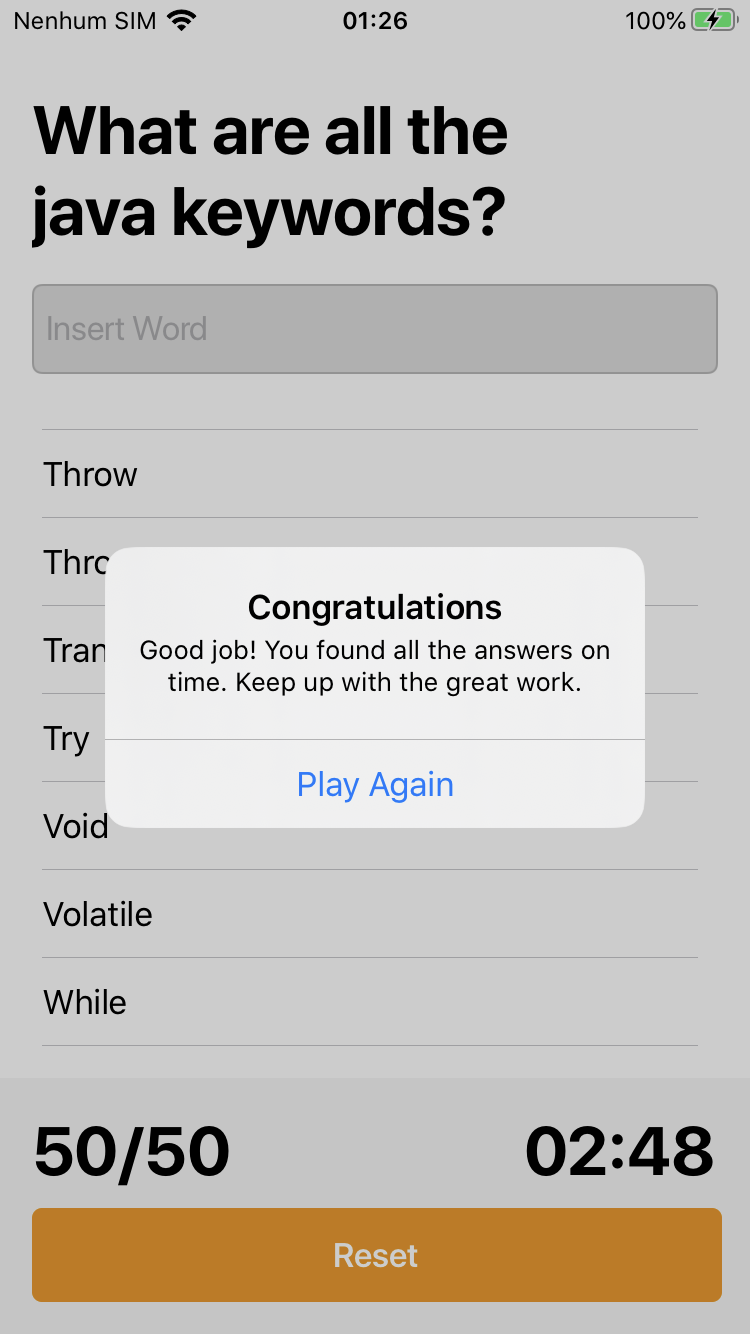 Nenhum SIM 01:26 100%
What are all the
java keywords?
Insert Word
Throw
Congratulations
Good job! You found all the answers on
time. Keep up with the great work.
Try
Play Again
Void
Volatile
While
50/50 02:48
Reset